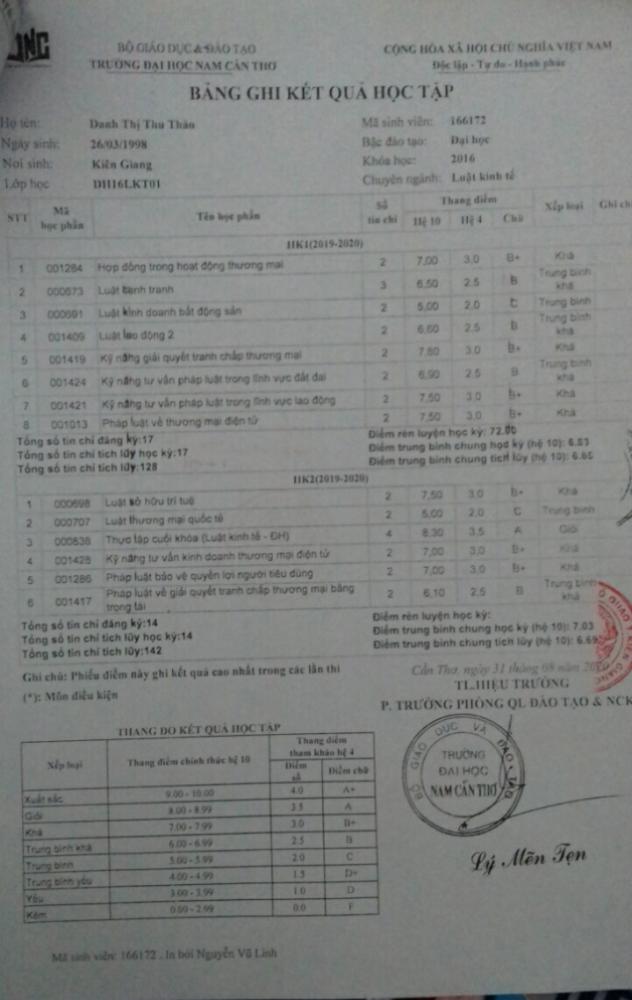 BỘ GIÁO DỤC & ĐÀO TẠO
TRƯỜNG ĐẠI HỌC NAM CẦN THƠ
CỘNG HÒA XÃ HỘI CHỦ NGHĨA VIỆT NAM
Độc lập - Tự do - Hạnh phúc
BẢNG GHI KẾT QUẢ HỌC TẬP
Họ tên: Danh Thị Thu Thảo Mã sinh viên: 166172
Ngày sinh: 26/03/1998 Bậc đào tạo: Đại học
Nơi sinh: Kiên Giang Khóa học: 2016
Lớp học DH16LKT01 Chuyên ngành: Luật kinh tế
STT Mã học phần Tên học phần Số tín chỉ Thang điểm Hệ 10 Hệ 4 Chữ Xếp loại Ghi
HK1(2019-2020)
1 001284 Hợp đồng trong hoạt động thương mại 2 7,00 3,0 B+ Khá
2 000673 Luật cạnh tranh 3 6,50 2.5 B Trung bình khá
3 000691 Luật kinh doanh bất động sản 2 5,00 2.0 C Trung bình
4 001409 Luật lao động 2 2 6,60 2.5 B Trung bình khá
5 001419 Kỹ năng giải quyết tranh chấp thương mại 2 3.0 B+ Khá
6 001424 Kỹ năng tư vấn pháp luật trong lĩnh vực đất đai 2 6,90 2.5 B Trung bình khá
7 001421 Kỹ năng tư vấn pháp luật trong lĩnh vực lao động 2 7,50 3,0 B+ Khá
8 001013 Pháp luật về thương mại điện tử 2 7,50 3,0 B+ Khá
Tổng số tín chỉ đăng ký:17 Điểm rèn luyện học kỳ: 72.00
Tổng số tín chỉ tích lũy học kỳ:17 Điểm trung bình chung học kỳ (hệ 10): 6.83
Tổng số tín chỉ tích lũy:128 Điểm trung bình chung tích lũy (hệ 10): 6.65
HK2(2019-2020)
1 000698 Luật sở hữu trí tuệ 2 7,50 3.0 B+ Khá
2 000707 Luật thương mại quốc tế 2 5,00 2.0 C Trung bình
3 000838 Thực tập cuối khóa (Luật kinh tế - ĐH) 4 8,30 3.5 A Giỏi
4 001428 Kỹ năng tư vấn kinh doanh thương mại điện tử 2 7,00 3.0 B+ Khá
5 001286 Pháp luật bảo vệ quyền lợi người tiêu dùng 2 7,00 3,0 B+ Khá
6 001417 Pháp luật về giải quyết tranh chấp thương mại bằng trọng tài 2 6,10 2.5 B Trung bình khá
Tổng số tín chỉ đăng ký:14 Điểm rèn luyện học kỳ:
Tổng số tín chỉ tích lũy học kỳ:14 Điểm trung bình chung học kỳ (hệ 10): 7.03
Tổng số tín chỉ tích lũy:142 Điểm trung bình chung tích lũy (hệ 10):
Ghi chú: Phiếu điểm này ghi kết quả cao nhất trong các lần thi
(*): Môn điều kiện
Cần Thơ, ngày 31 tháng 08 năm
TL.HIỆU TRƯỞNG
P. TRƯỞNG PHÒNG QL ĐÀO TẠO & NCK
THANG ĐO KẾT QUẢ HỌC TẬP
Xếp loại Thang điểm chính thức hệ 10 Thang điểm tham khảo hệ 4 Điểm số Điểm chữ
Xuất sắc 9.00 - 10.00 4.0 A+
Giỏi 8.00 - 8.99 3.5 A
Khá 7.00 - 7.99 3.0 B+
Trung bình khá 6.00 - 6.99 2.5 B
Trung bình 5.00 - 5.99 2.0 C
Trung bình yếu 4.00 - 4.99 1.5 D+
Yếu 3.00 - 3.99 1.0 D
Kém 0.00 - 2.99 0.0 F
BỘ GIÁO DỤC VÀ ĐÀO TẠO
TRƯỜNG
ĐẠI HỌC
NAM CẦN THƠ
Lý Mẽn Tẹn
Mã sinh viên: 166172 . In bởi Nguyễn Vũ Linh